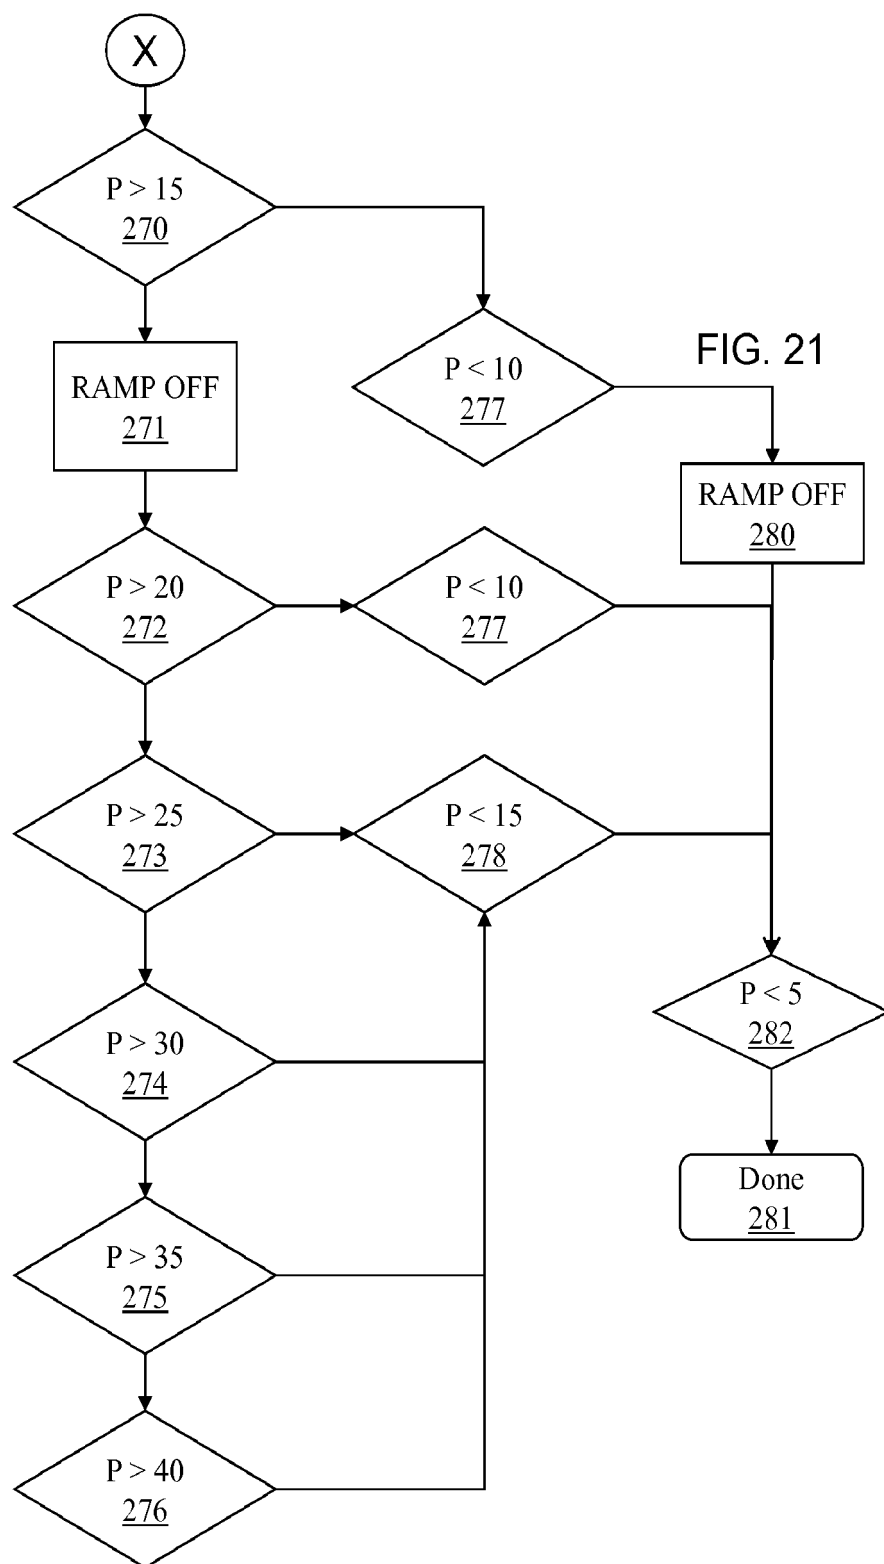 X
P > 15
270
P < 10
277
FIG. 21
RAMP OFF
271
RAMP OFF
280
P > 20
272
P < 10
277
P > 25
273
P < 15
278
P < 5
282
P > 30
274
Done
281
P > 35
275
P > 40
276